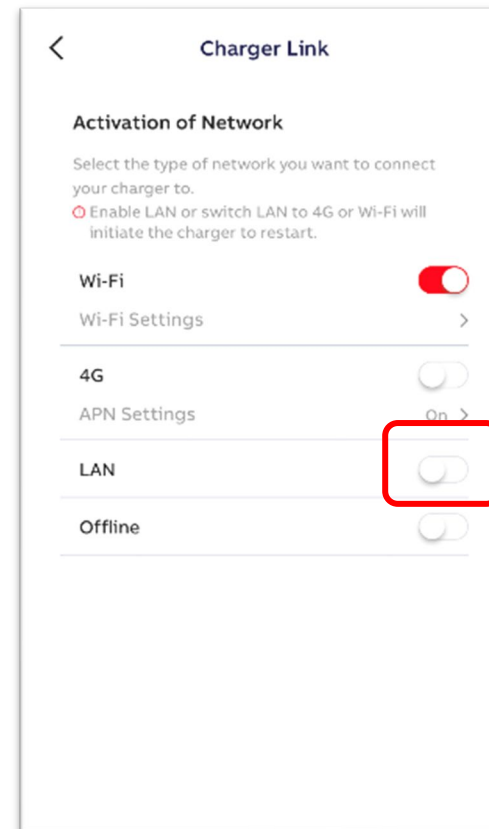 Charger Link
Activation of Network
Select the type of network you want to connect
your charger to.
Enable LAN or switch LAN to 4G or Wi-Fi will
initiate the charger to restart.
Wi-Fi
Wi-Fi Settings
4G
APN Settings On
LAN
Offline